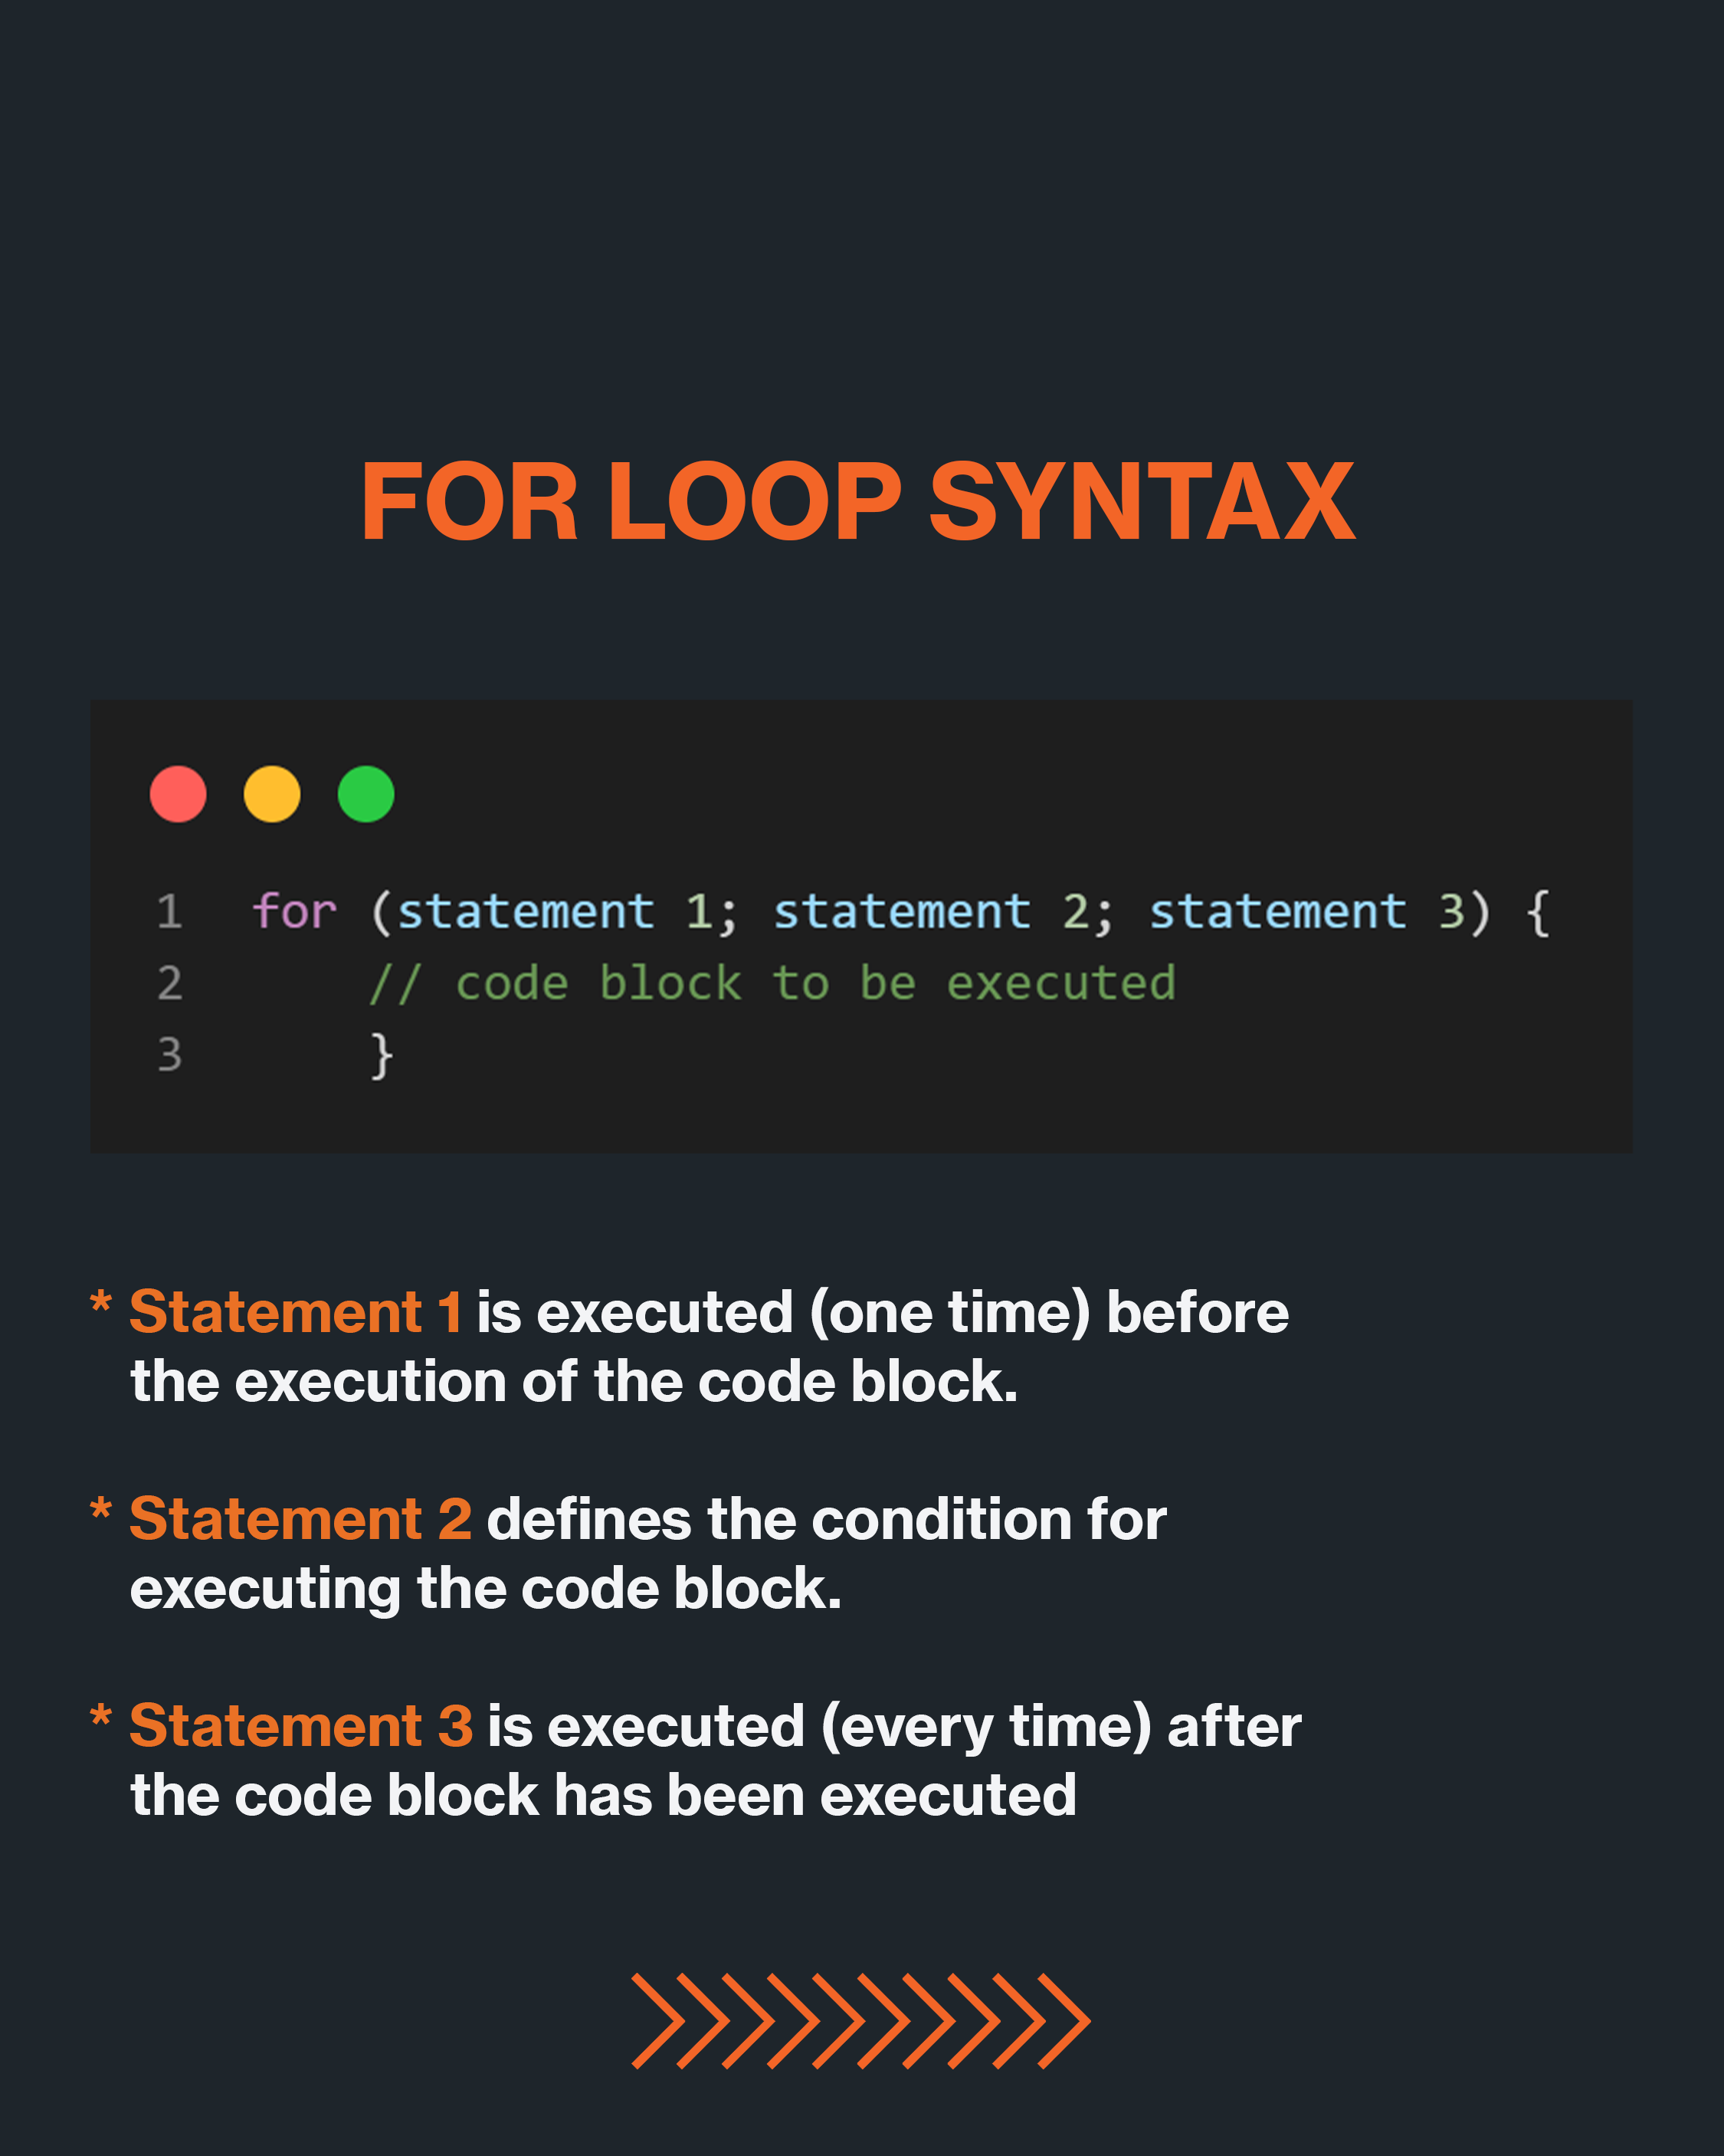 FOR LOOP SYNTAX
1 for (statement 1; statement 2; statement 3) {
2 // code block to be executed
3 }
* Statement 1 is executed (one time) before
the execution of the code block.
* Statement 2 defines the condition for
executing the code block.
* Statement 3 is executed (every time) after
the code block has been executed